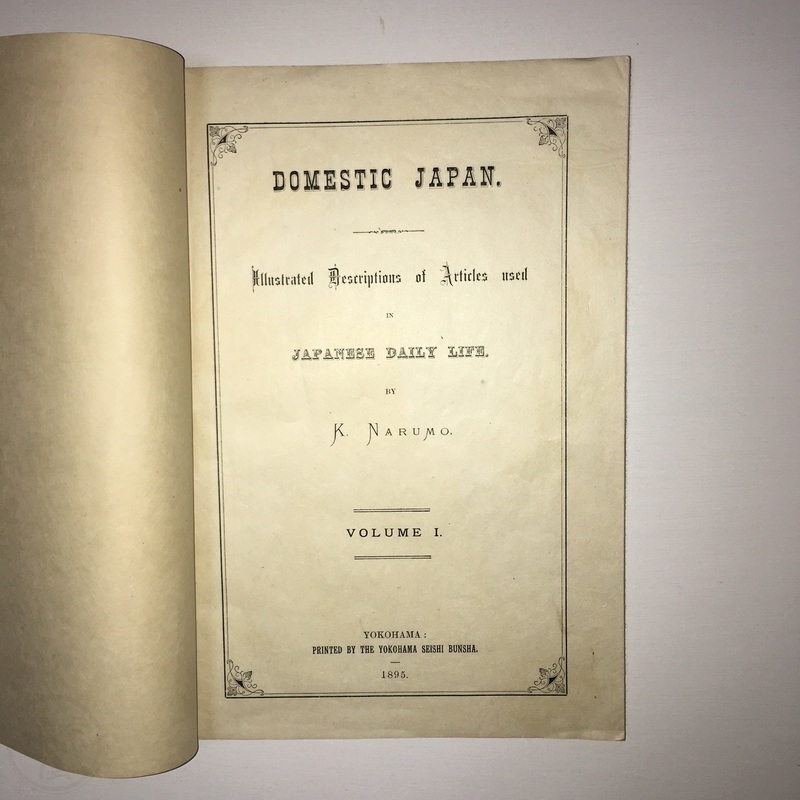 DOMESTIC JAPAN.
Illustrated Descriptions of Articles used
IN
JAPANESE DAILY LIFE.
BY
K. NARUMO.
VOLUME I.
YOKOHAMA :
PRINTED BY THE YOKOHAMA SEISHI BUNSHA.
1895.